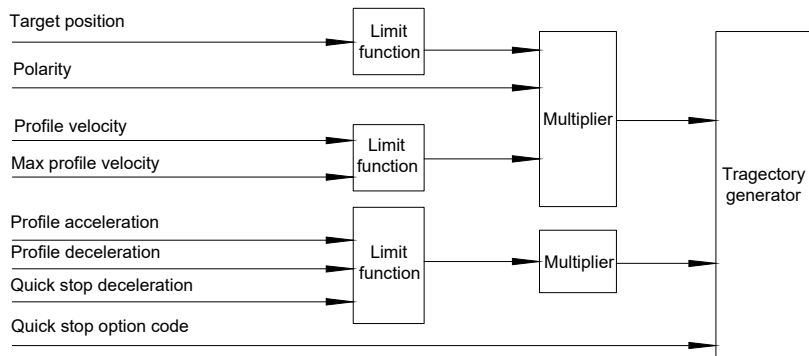 Target position
Limit
function
Polarity
Profile velocity
Max profile velocity
Limit
function
Multiplier
Profile acceleration
Profile deceleration
Quick stop deceleration
Limit
function
Multiplier
Quick stop option code
Tragectory
generator